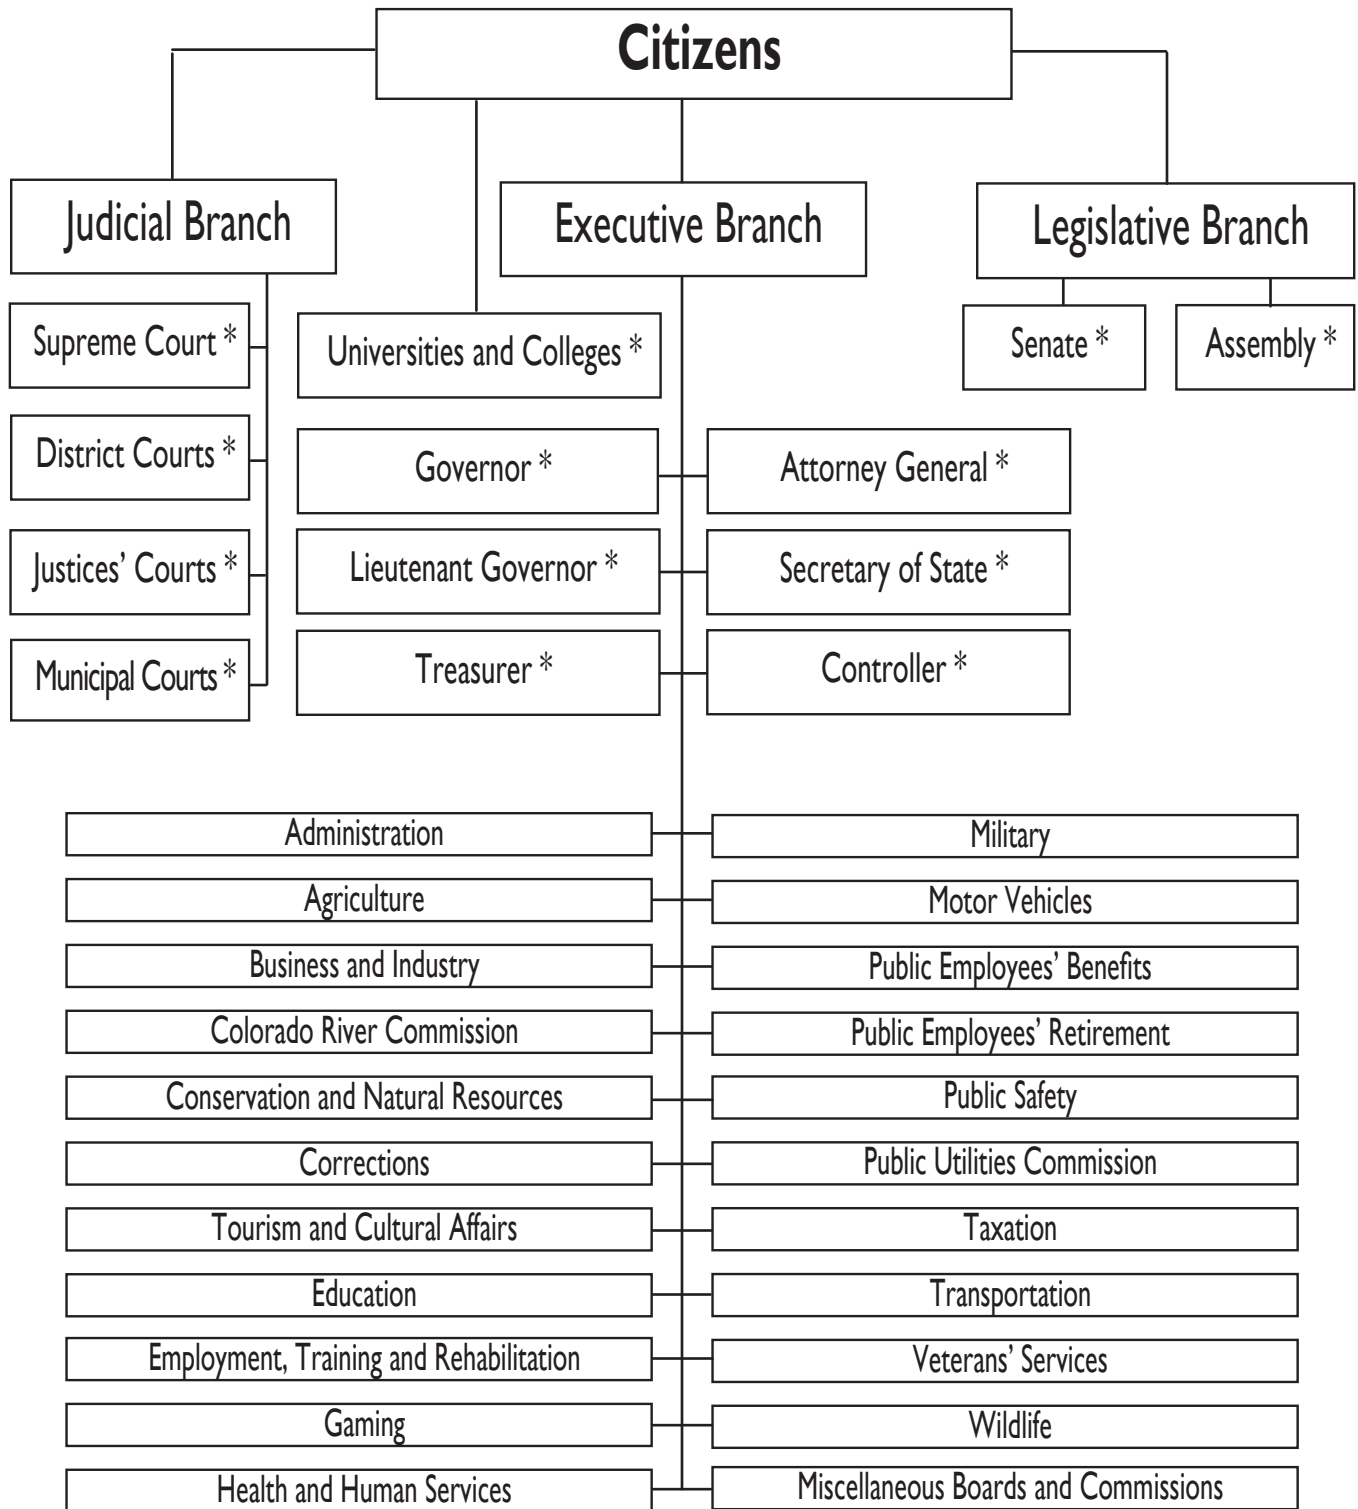 Citizens
Judicial Branch
Executive Branch
Legislative Branch
Supreme Court *
Universities and Colleges *
Senate *
Assembly *
District Courts *
Governor *
Attorney General *
Justices’ Courts *
Lieutenant Governor *
Secretary of State *
Municipal Courts *
Treasurer *
Controller *
Administration
Military
Agriculture
Motor Vehicles
Business and Industry
Public Employees’ Benefits
Colorado River Commission
Public Employees’ Retirement
Conservation and Natural Resources
Public Safety
Corrections
Public Utilities Commission
Tourism and Cultural Affairs
Taxation
Education
Transportation
Employment, Training and Rehabilitation
Veterans’ Services
Gaming
Wildlife
Health and Human Services
Miscellaneous Boards and Commissions